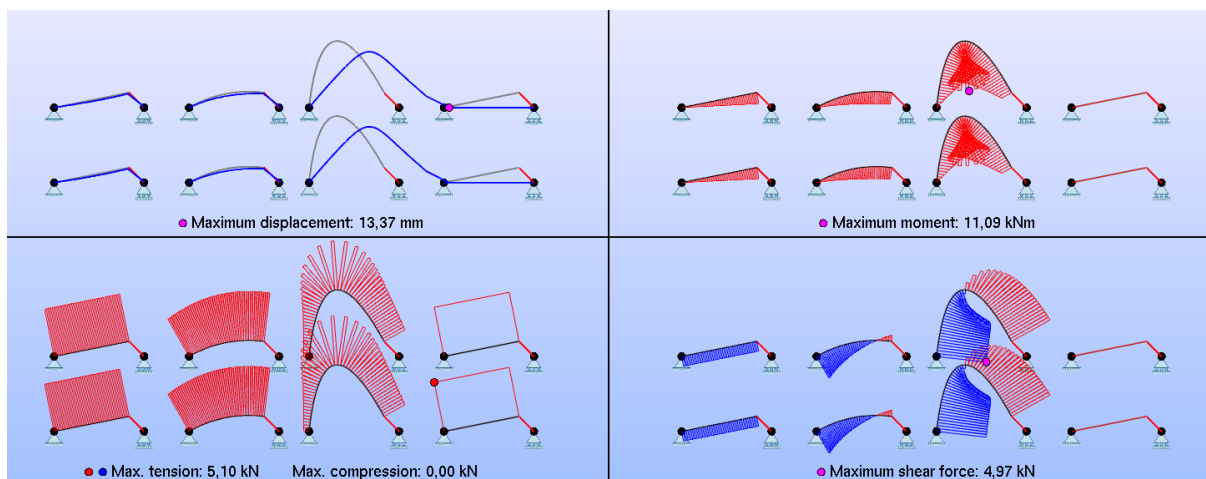 Maximum displacement: 13,37 mm
Maximum moment: 11,09 kNm
Max. tension: 5,10 kN Max. compression: 0,00 kN
Maximum shear force: 4,97 kN